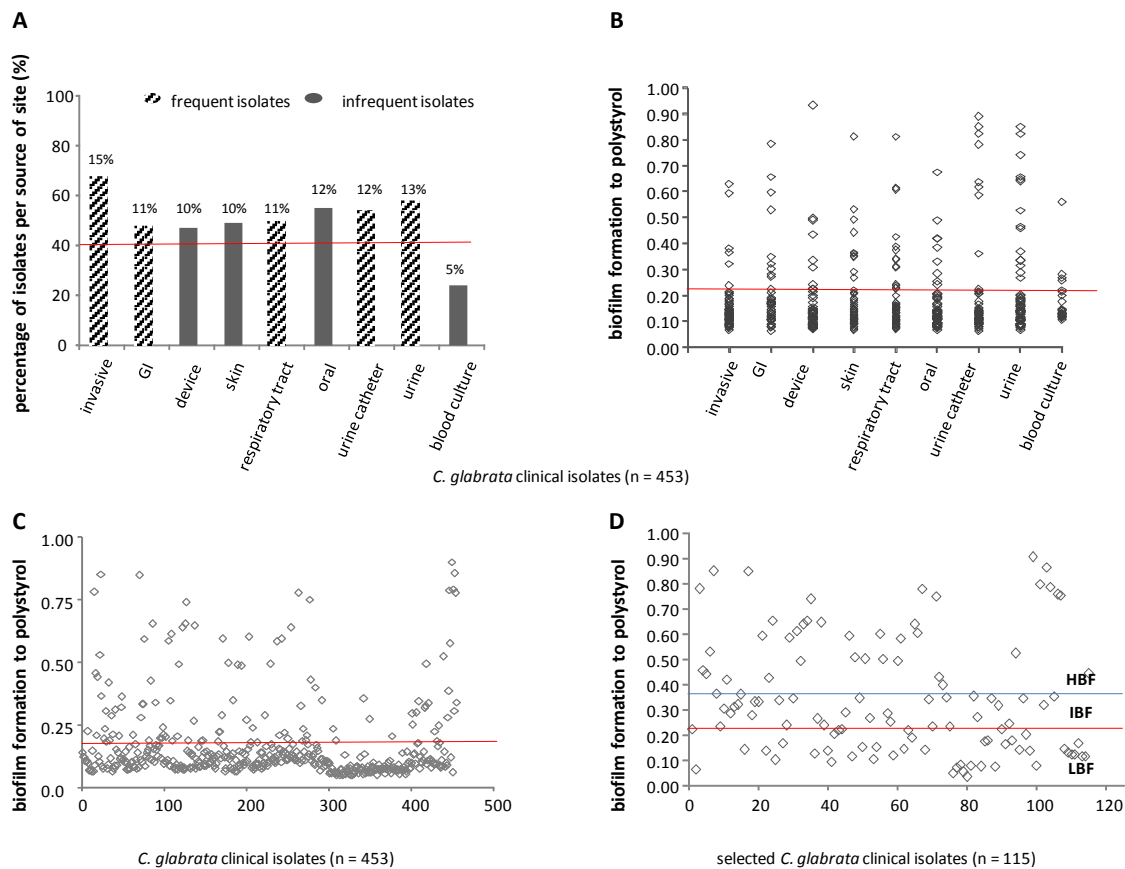 A
percentage of isolates per source of site (%)
frequent isolates
infrequent isolates
100
80
60
40
20
0
15%
11%
10%
10%
11%
12%
12%
13%
5%
invasive
GI
device
skin
respiratory tract
oral
urine catheter
urine
blood culture
B
biofilm formation to polystyrol
1.00
0.90
0.80
0.70
0.60
0.50
0.40
0.30
0.20
0.10
0.00
invasive
GI
device
skin
respiratory tract
oral
urine catheter
urine
blood culture
C. glabrata clinical isolates (n = 453)
C
biofilm formation to polystyrol
1.00
0.75
0.50
0.25
0.00
0
100
200
300
400
500
C. glabrata clinical isolates (n = 453)
D
biofilm formation to polystyrol
1.00
0.90
0.80
0.70
0.60
0.50
0.40
0.30
0.20
0.10
0.00
HBF
IBF
LBF
0
20
40
60
80
100
120
selected C. glabrata clinical isolates (n = 115)